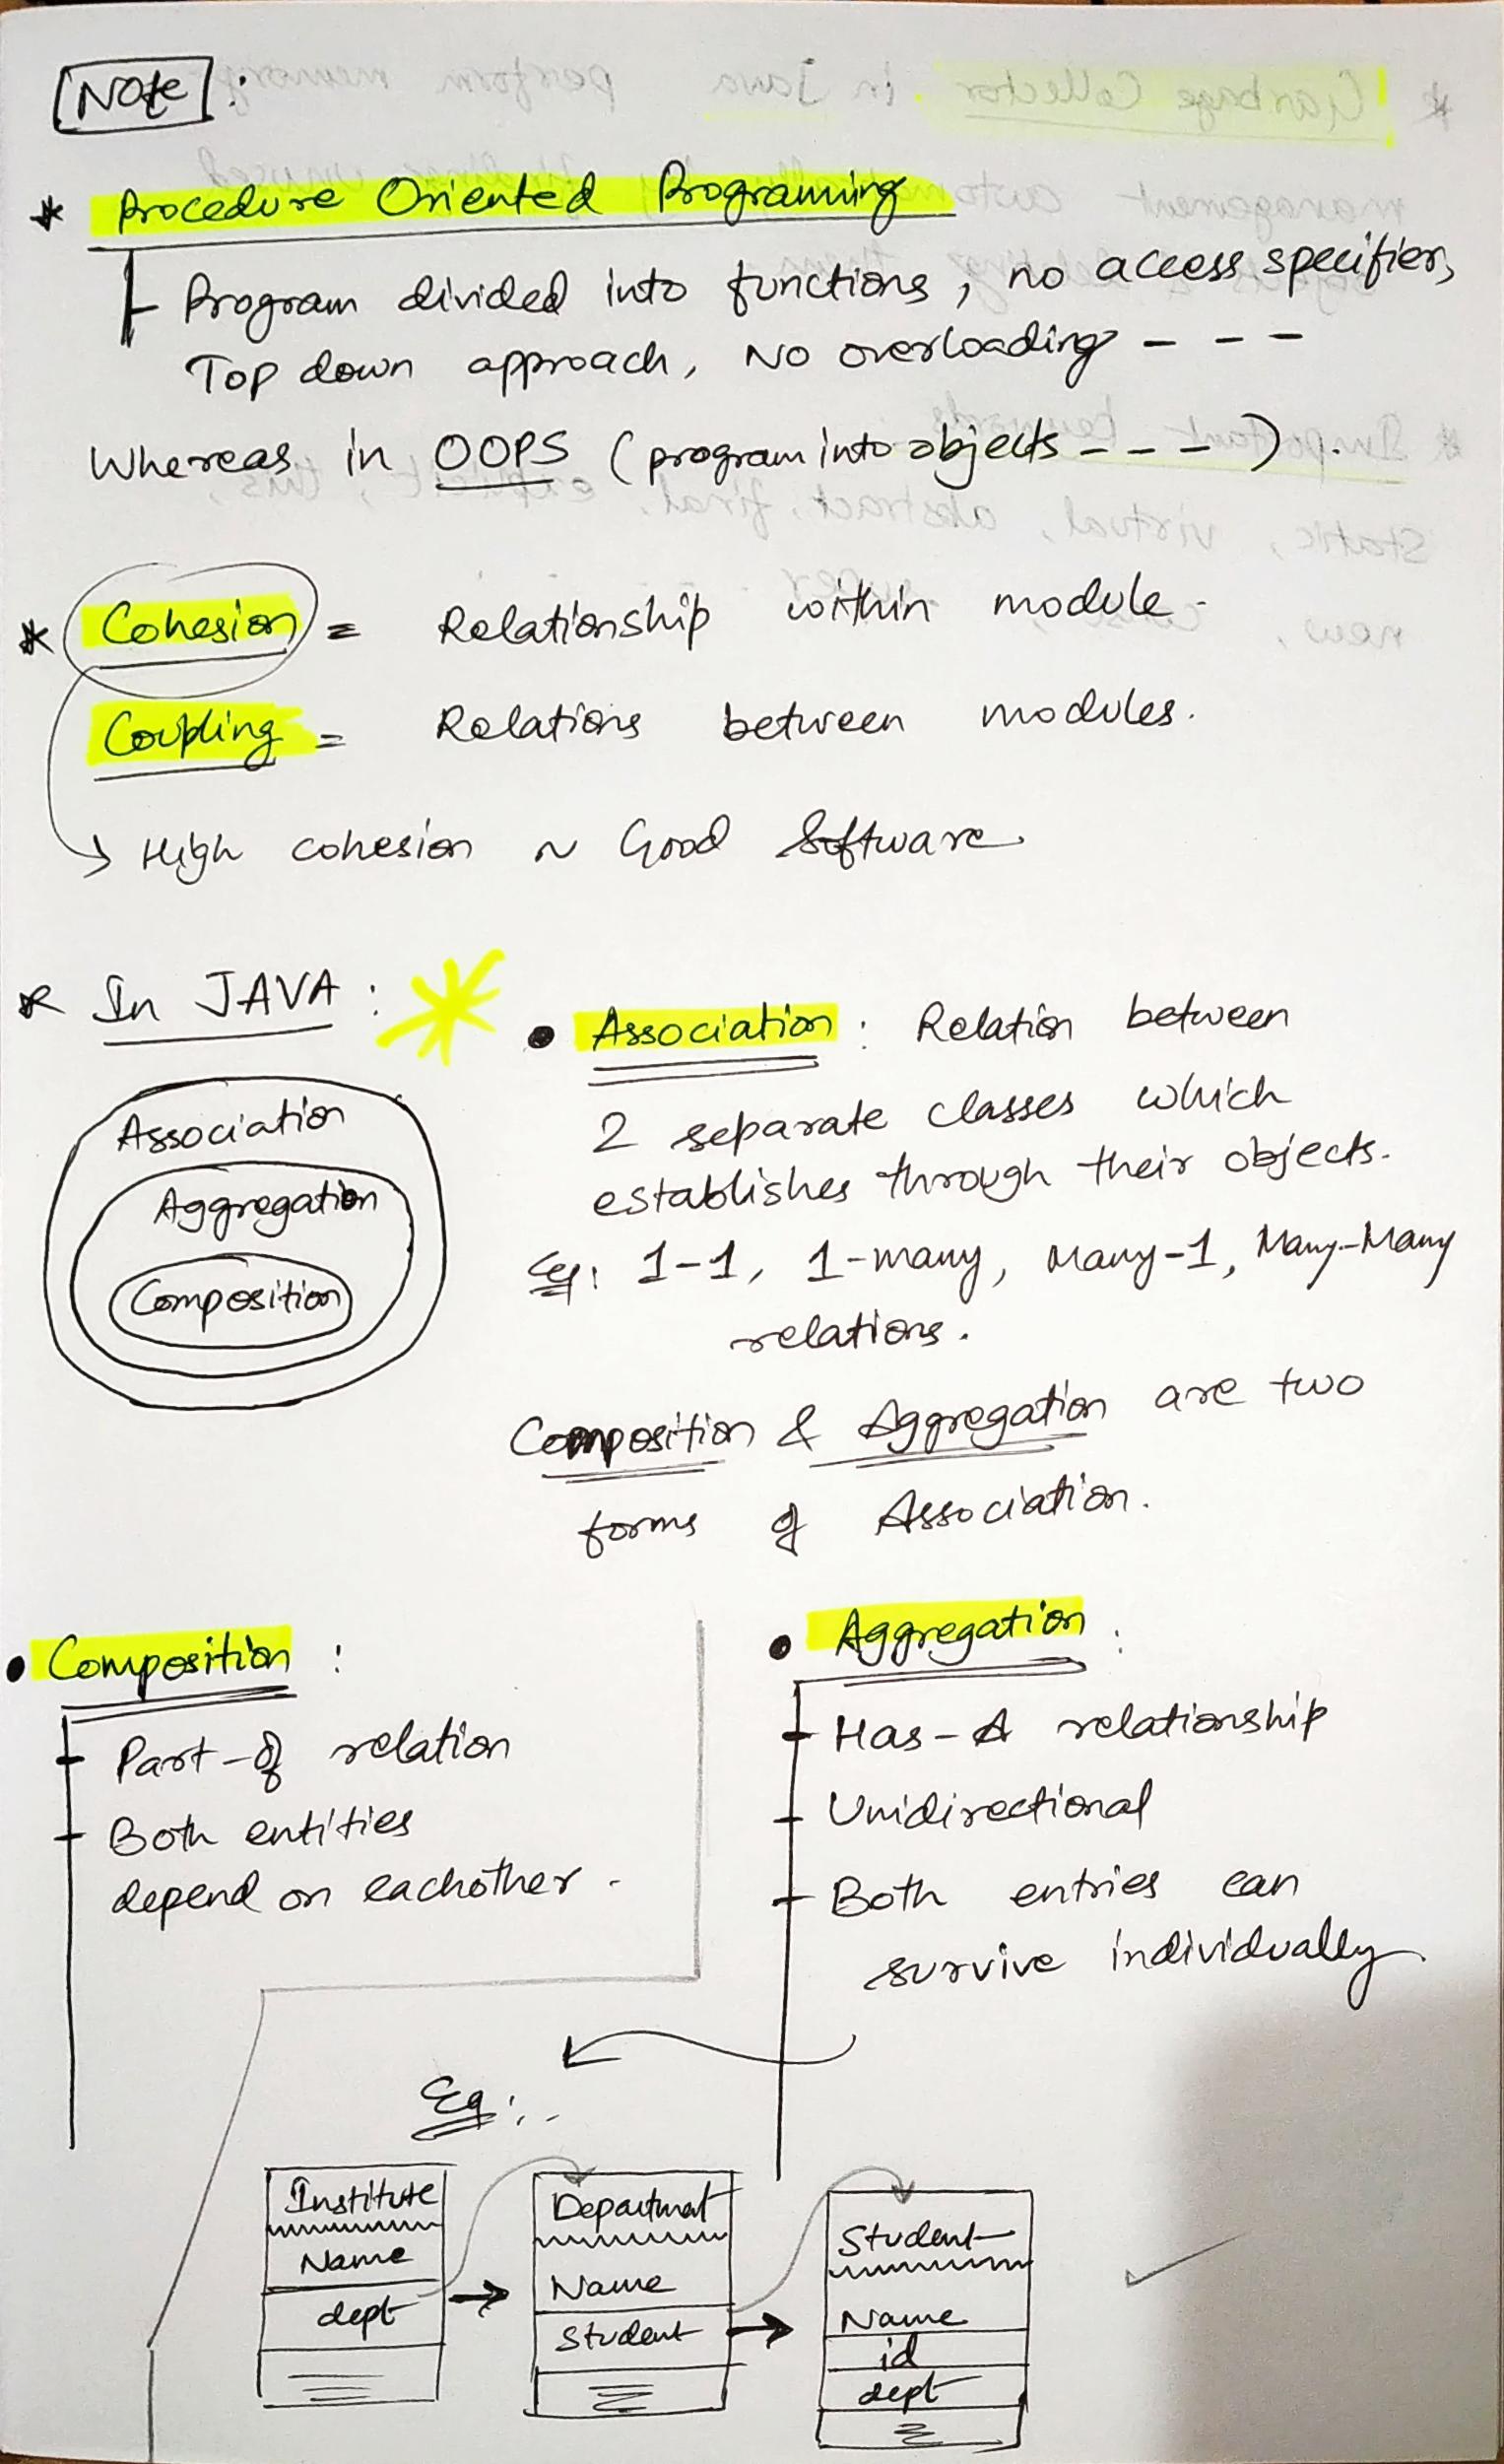 Note :
* Procedure Oriented Programing
Program divided into functions, no access specifier,
Top down approach, No overloading - - -
Whereas in OOPS (program into objects - - - ).
* Cohesion = Relationship within module.
Coupling = Relations between modules.
→ High cohesion ~ Good Software.
* In JAVA :
Association
Aggregation
Composition
• Association : Relation between
2 separate classes which
establishes through their objects.
Eg: 1-1, 1-many, Many-1, Many-Many
relations.
Composition & Aggregation are two
forms of Association.
• Composition :
- Part-of relation
- Both entities
depend on eachother.
• Aggregation :
- Has-A relationship
- Unidirectional
- Both entries can
survive individually
Eg :
Institute
Name
dept
Department
Name
Student
Student
Name
id
dept